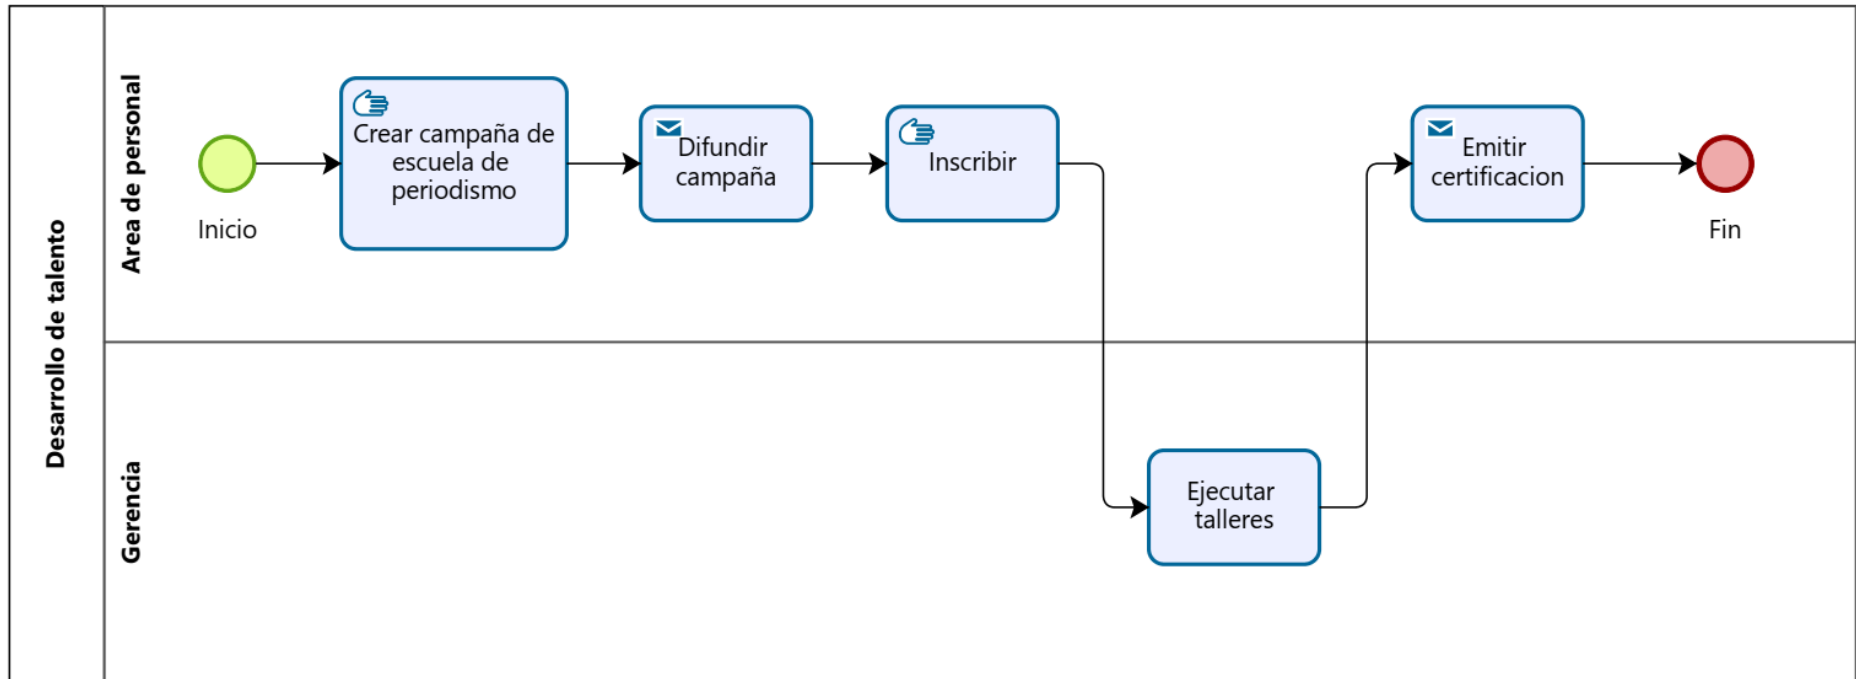 Desarrollo de talento
Area de personal
Inicio
Crear campaña de
escuela de
periodismo
Difundir
campaña
Inscribir
Emitir
certificacion
Fin
Gerencia
Ejecutar
talleres